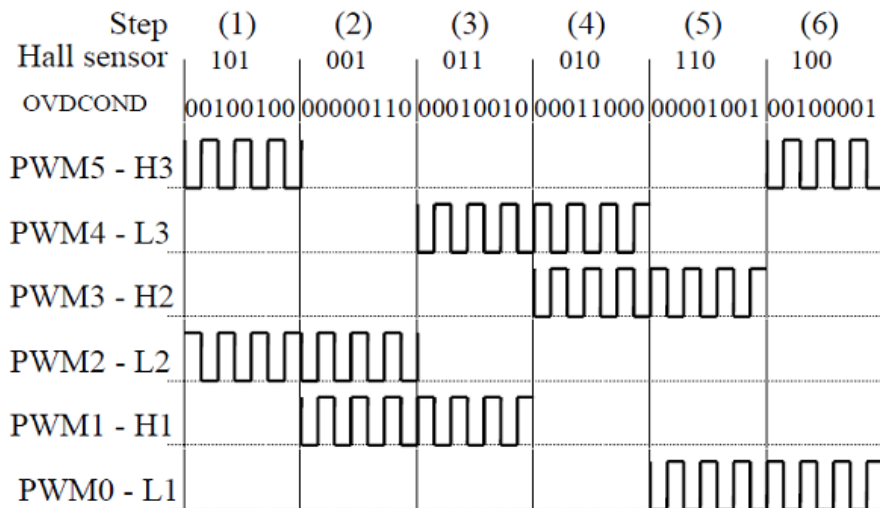 Step (1) (2) (3) (4) (5) (6)
Hall sensor 101 001 011 010 110 100
OVDCOND 00100100 00000110 00010010 00011000 00001001 00100001
PWM5 - H3
PWM4 - L3
PWM3 - H2
PWM2 - L2
PWM1 - H1
PWM0 - L1